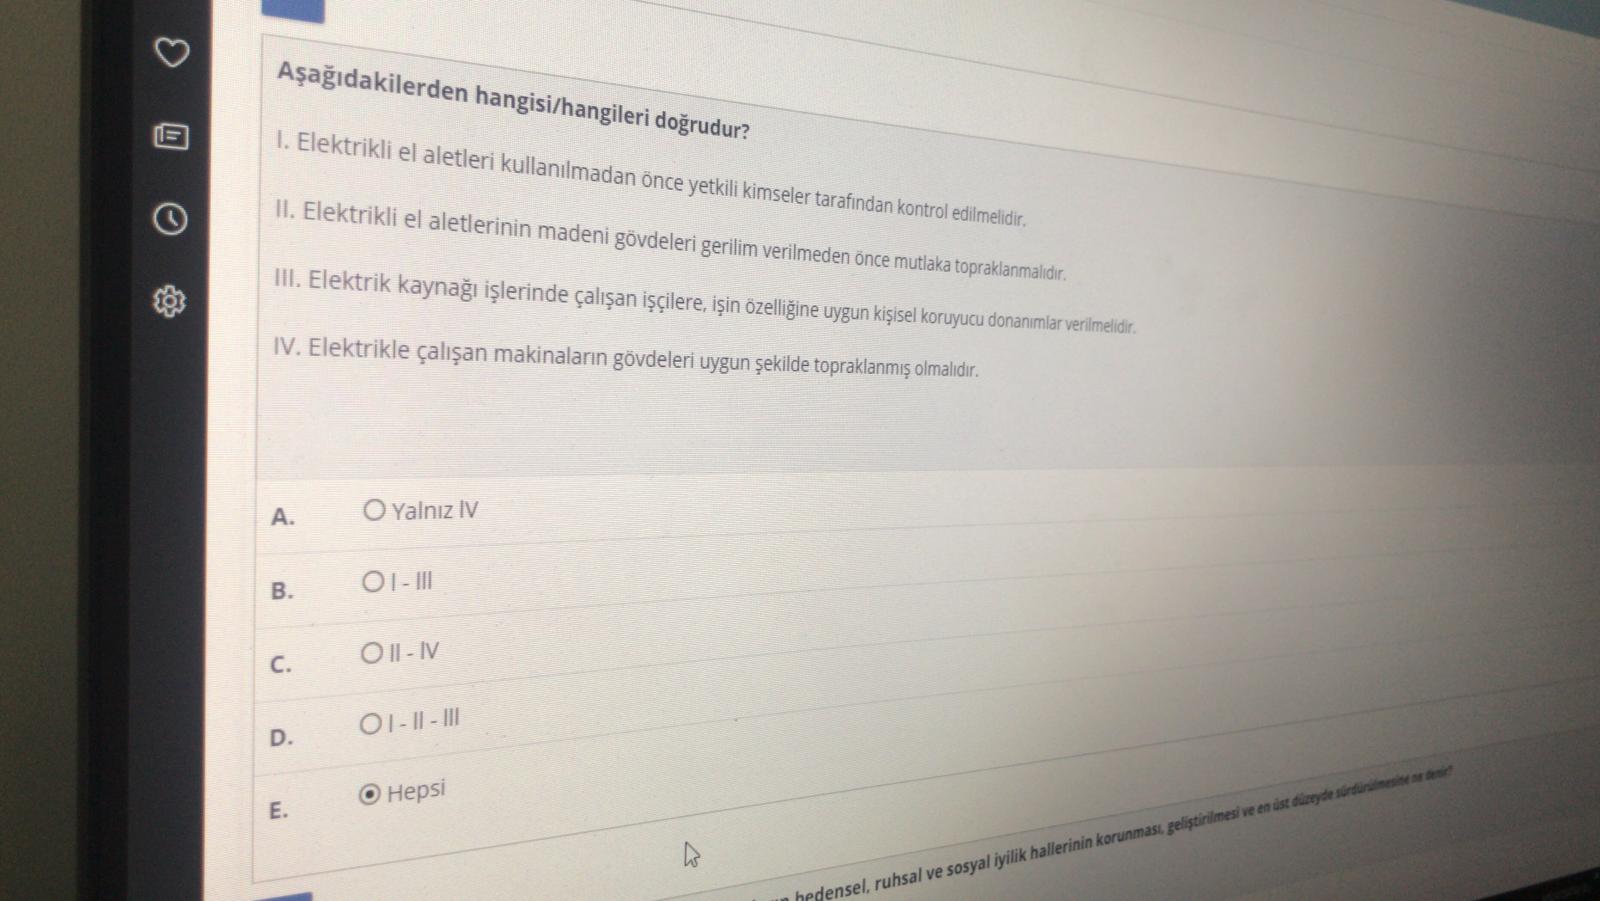 Aşağıdakilerden hangisi/hangileri doğrudur?
I. Elektrikli el aletleri kullanılmadan önce yetkili kimseler tarafından kontrol edilmelidir.
II. Elektrikli el aletlerinin madeni gövdeleri gerilim verilmeden önce mutlaka topraklanmalıdır.
III. Elektrik kaynağı işlerinde çalışan işçilere, işin özelliğine uygun kişisel koruyucu donanımlar verilmelidir.
IV. Elektrikle çalışan makinaların gövdeleri uygun şekilde topraklanmış olmalıdır.
A. Yalnız IV
B. I - III
C. II - IV
D. I - II - III
E. Hepsi
bedensel, ruhsal ve sosyal iyilik hallerinin korunması, geliştirilmesi ve en üst düzeyde sürdürülmesine ne denir?